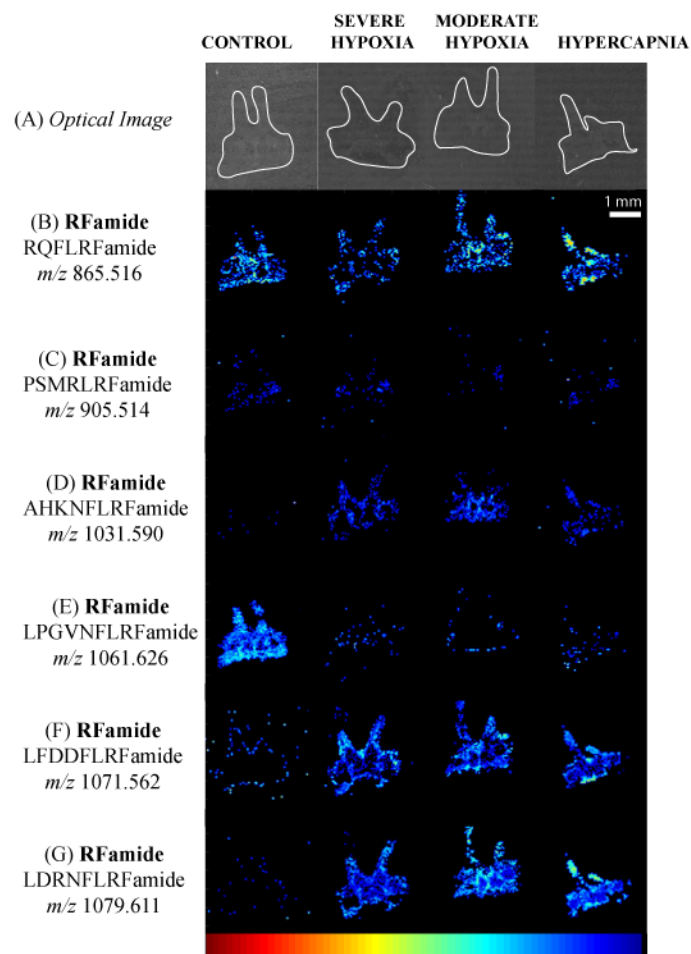 CONTROL
SEVERE
HYPOXIA
MODERATE
HYPOXIA
HYPERCAPNIA
(A) Optical Image
1 mm
(B) RFamide
RQFLRFamide
m/z 865.516
(C) RFamide
PSMRLRFamide
m/z 905.514
(D) RFamide
AHKNFLRFamide
m/z 1031.590
(E) RFamide
LPGVNFLRFamide
m/z 1061.626
(F) RFamide
LFDDFLRFamide
m/z 1071.562
(G) RFamide
LDRNFLRFamide
m/z 1079.611